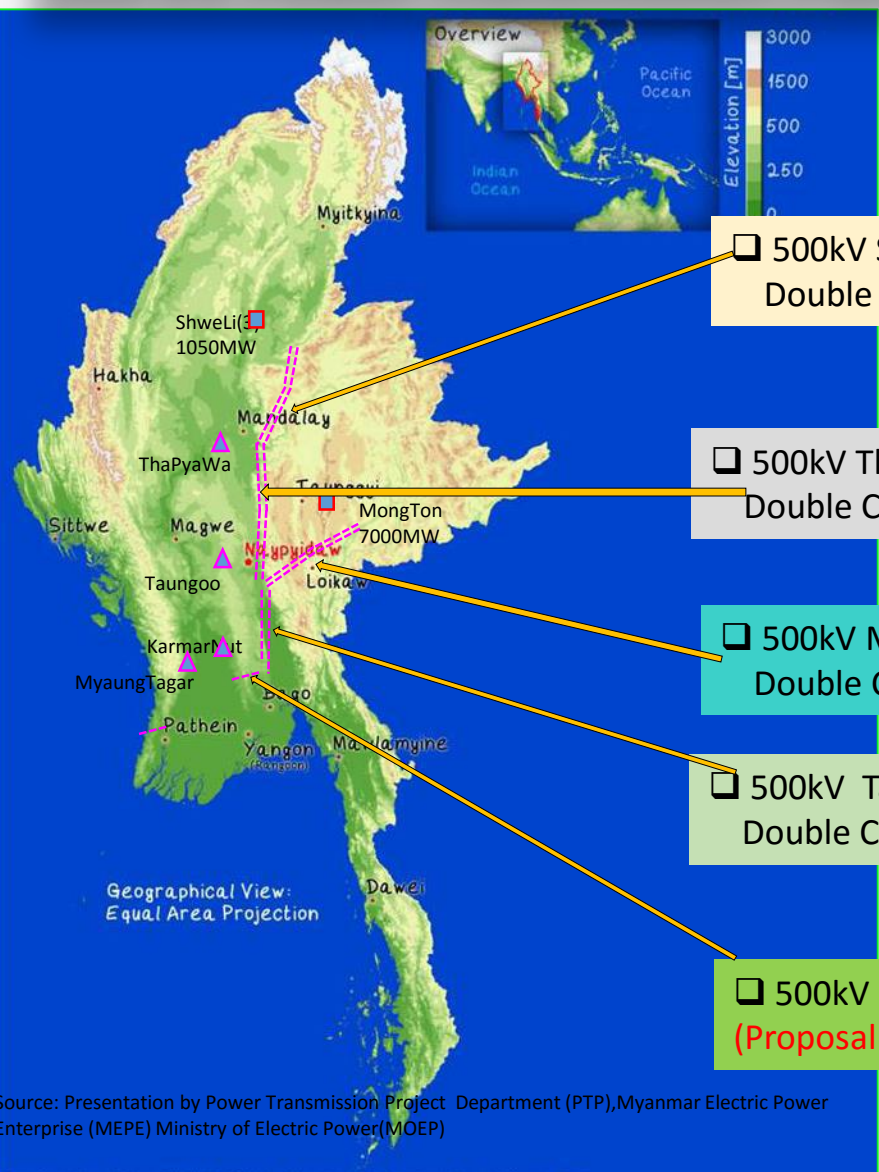 Overview
Pacific
Ocean
Indian
Ocean
Elevation [m]
3000
1500
500
250
0
Myitkyina
ShweLi(3)
1050MW
Hakha
Mandalay
ThaPyaWa
MongTon
7000MW
Sittwe
Magwe
Naypyidaw
Taungoo
Loikaw
KarmarNut
MyaungTagar
Bago
Pathein
Yangon
(Rangoon)
Mawlamyine
Dawei
Geographical View:
Equal Area Projection
❑ 500kV S
Double
❑ 500kV Th
Double C
❑ 500kV M
Double C
❑ 500kV Ta
Double C
❑ 500kV
(Proposal
Source: Presentation by Power Transmission Project Department (PTP),Myanmar Electric Power
Enterprise (MEPE) Ministry of Electric Power(MOEP)